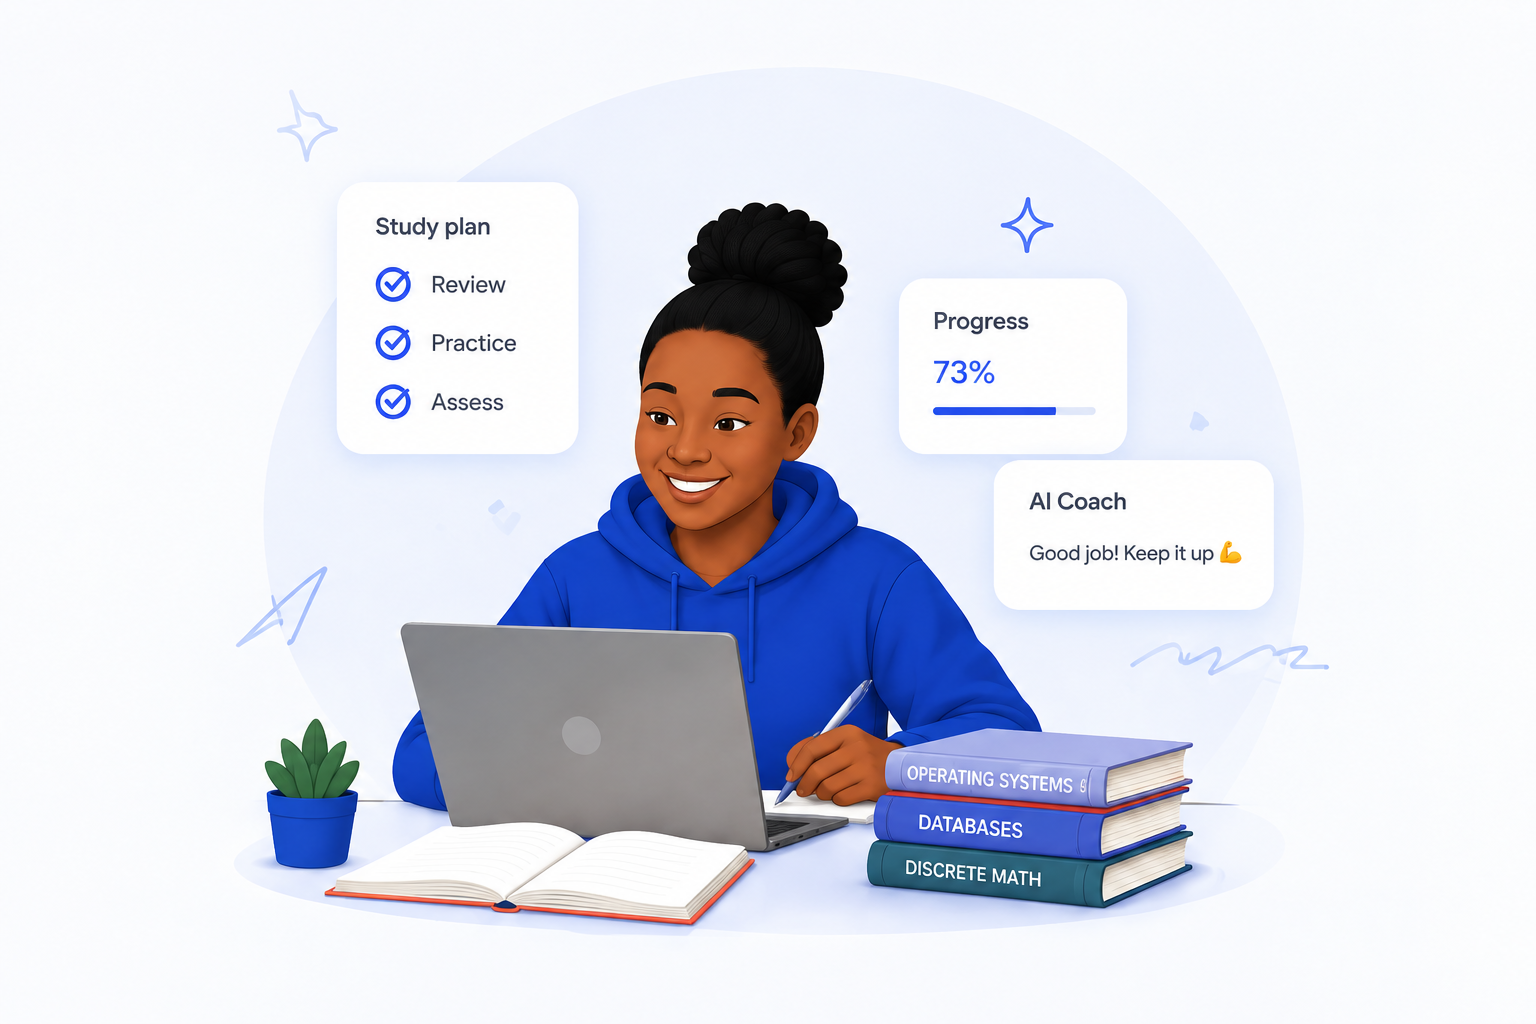 Study plan
Review
Practice
Assess
Progress
73%
AI Coach
Good job! Keep it up 💪
OPERATING SYSTEMS
DATABASES
DISCRETE MATH